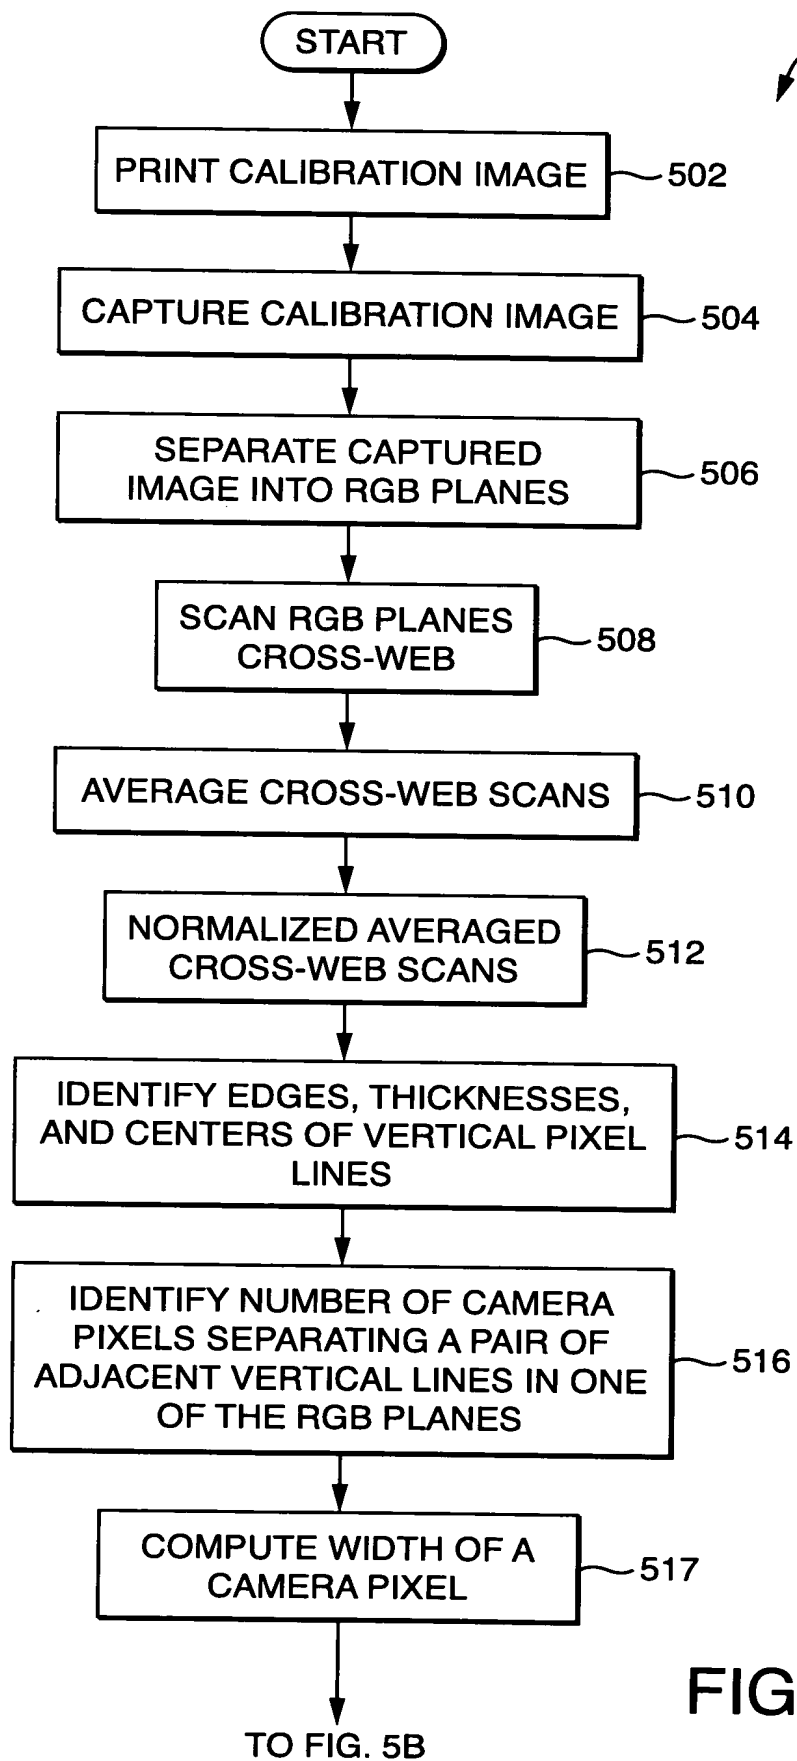 START
PRINT CALIBRATION IMAGE
502
CAPTURE CALIBRATION IMAGE
504
SEPARATE CAPTURED
IMAGE INTO RGB PLANES
506
SCAN RGB PLANES
CROSS-WEB
508
AVERAGE CROSS-WEB SCANS
510
NORMALIZED AVERAGED
CROSS-WEB SCANS
512
IDENTIFY EDGES, THICKNESSES,
AND CENTERS OF VERTICAL PIXEL
LINES
514
IDENTIFY NUMBER OF CAMERA
PIXELS SEPARATING A PAIR OF
ADJACENT VERTICAL LINES IN ONE
OF THE RGB PLANES
516
COMPUTE WIDTH OF A
CAMERA PIXEL
517
FIG
TO FIG. 5B